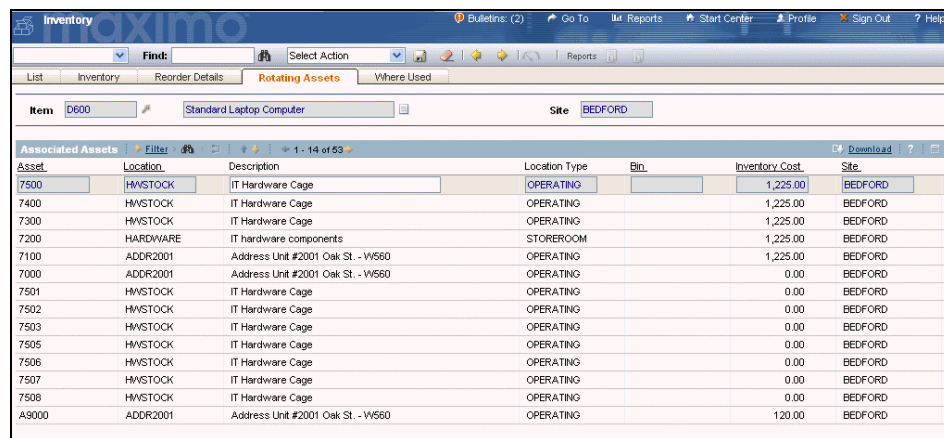 Inventory Bulletins: (2) Go To Reports Start Center Profile Sign Out ? Help
maximo
Find: Select Action Reports
List Inventory Reorder Details Rotating Assets Where Used
Item D600 Standard Laptop Computer Site BEDFORD
Associated Assets Filter 1 - 14 of 53 Download ?
Asset Location Description Location Type Bin Inventory Cost Site
7500 HWSTOCK IT Hardware Cage OPERATING 1,225.00 BEDFORD
7400 HWSTOCK IT Hardware Cage OPERATING 1,225.00 BEDFORD
7300 HWSTOCK IT Hardware Cage OPERATING 1,225.00 BEDFORD
7200 HARDWARE IT hardware components STOREROOM 1,225.00 BEDFORD
7100 ADDR2001 Address Unit #2001 Oak St. - W560 OPERATING 1,225.00 BEDFORD
7000 ADDR2001 Address Unit #2001 Oak St. - W560 OPERATING 0.00 BEDFORD
7501 HWSTOCK IT Hardware Cage OPERATING 0.00 BEDFORD
7502 HWSTOCK IT Hardware Cage OPERATING 0.00 BEDFORD
7503 HWSTOCK IT Hardware Cage OPERATING 0.00 BEDFORD
7505 HWSTOCK IT Hardware Cage OPERATING 0.00 BEDFORD
7506 HWSTOCK IT Hardware Cage OPERATING 0.00 BEDFORD
7507 HWSTOCK IT Hardware Cage OPERATING 0.00 BEDFORD
7508 HWSTOCK IT Hardware Cage OPERATING 0.00 BEDFORD
A9000 ADDR2001 Address Unit #2001 Oak St. - W560 OPERATING 120.00 BEDFORD